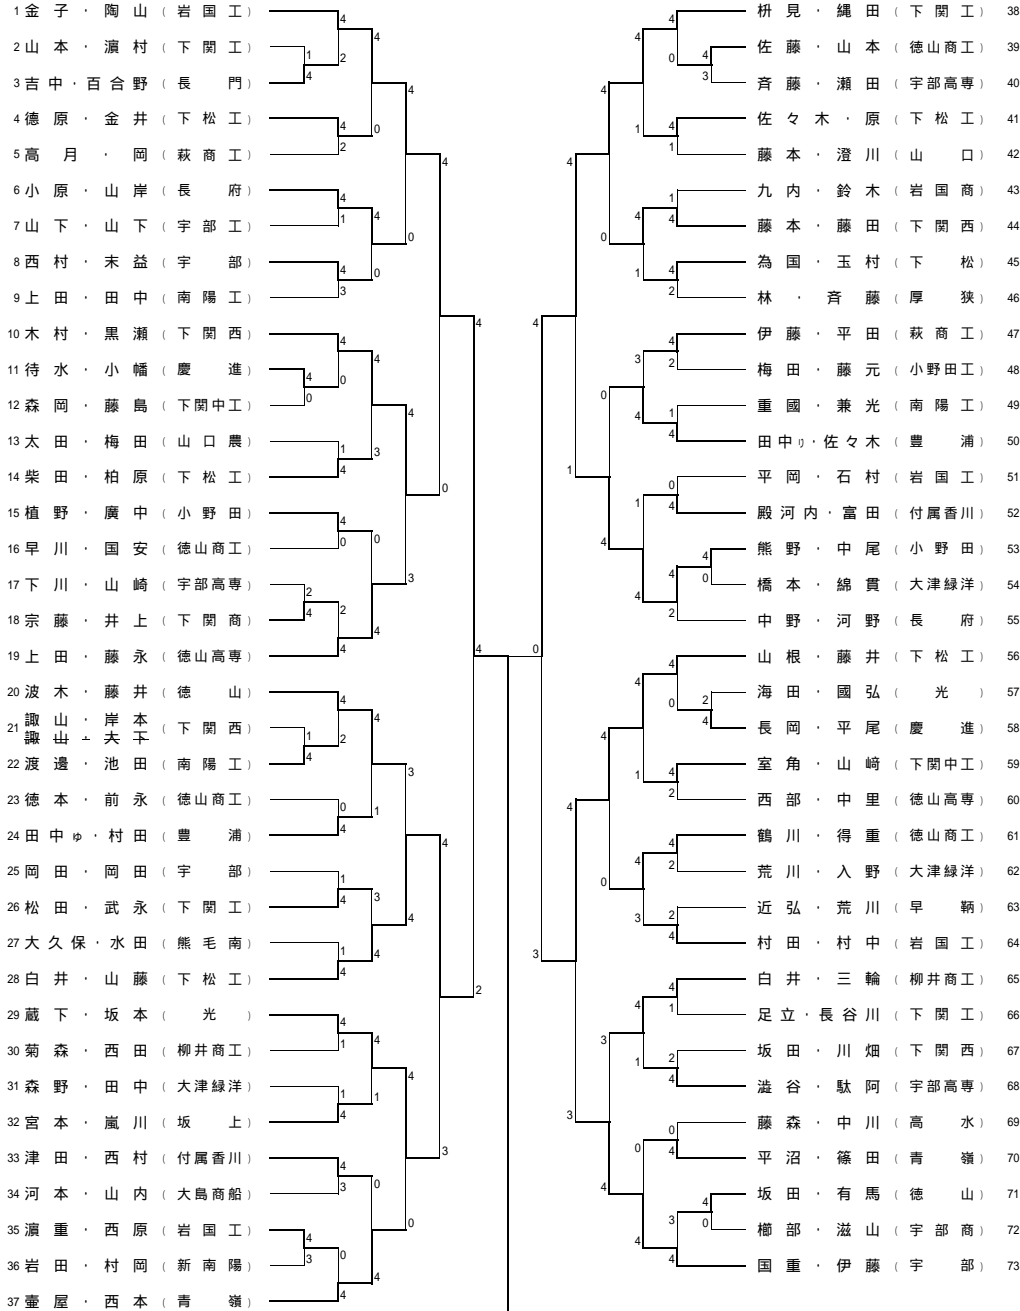 1 金子・陶山（岩国工）
2 山本・濵村（下関工）
3 吉中・百合野（長門）
4 德原・金井（下松工）
5 高月・岡（萩商工）
6 小原・山岸（長府）
7 山下・山下（宇部工）
8 西村・末益（宇部）
9 上田・田中（南陽工）
10 木村・黒瀬（下関西）
11 待水・小幡（慶進）
12 森岡・藤島（下関中工）
13 太田・梅田（山口農）
14 柴田・柏原（下松工）
15 植野・廣中（小野田）
16 早川・国安（徳山商工）
17 下川・山崎（宇部高専）
18 宗藤・井上（下関商）
19 上田・藤永（徳山高専）
20 波木・藤井（徳山）
21 諏山・岸本（下関西）
諏山・大下
22 渡邊・池田（南陽工）
23 徳本・前永（徳山商工）
24 田中ゅ・村田（豊浦）
25 岡田・岡田（宇部）
26 松田・武永（下関工）
27 大久保・水田（熊毛南）
28 白井・山藤（下松工）
29 蔵下・坂本（光）
30 菊森・西田（柳井商工）
31 森野・田中（大津緑洋）
32 宮本・嵐川（坂上）
33 津田・西村（付属香川）
34 河本・山内（大島商船）
35 濵重・西原（岩国工）
36 岩田・村岡（新南陽）
37 壷屋・西本（青嶺）
枡見・縄田（下関工） 38
佐藤・山本（徳山商工） 39
斉藤・瀬田（宇部高専） 40
佐々木・原（下松工） 41
藤本・澄川（山口） 42
九内・鈴木（岩国商） 43
藤本・藤田（下関西） 44
為国・玉村（下松） 45
林・斉藤（厚狭） 46
伊藤・平田（萩商工） 47
梅田・藤元（小野田工） 48
重國・兼光（南陽工） 49
田中り・佐々木（豊浦） 50
平岡・石村（岩国工） 51
殿河内・富田（付属香川） 52
熊野・中尾（小野田） 53
橋本・綿貫（大津緑洋） 54
中野・河野（長府） 55
山根・藤井（下松工） 56
海田・國弘（光） 57
長岡・平尾（慶進） 58
室角・山﨑（下関中工） 59
西部・中里（徳山高専） 60
鶴川・得重（徳山商工） 61
荒川・入野（大津緑洋） 62
近弘・荒川（早鞆） 63
村田・村中（岩国工） 64
白井・三輪（柳井商工） 65
足立・長谷川（下関工） 66
坂田・川畑（下関西） 67
澁谷・駄阿（宇部高専） 68
藤森・中川（高水） 69
平沼・篠田（青嶺） 70
坂田・有馬（徳山） 71
櫛部・滋山（宇部商） 72
国重・伊藤（宇部） 73